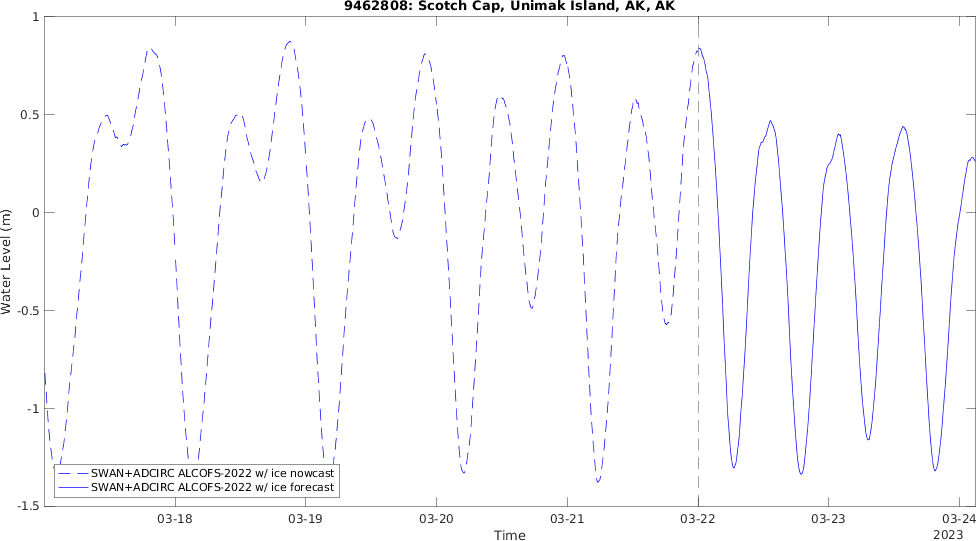 9462808: Scotch Cap, Unimak Island, AK, AK
1
0.5
0
-0.5
-1
-1.5
Water Level (m)
SWAN+ADCIRC ALCOFS-2022 w/ ice nowcast
SWAN+ADCIRC ALCOFS-2022 w/ ice forecast
03-18 03-19 03-20 03-21 03-22 03-23 03-24
Time
2023